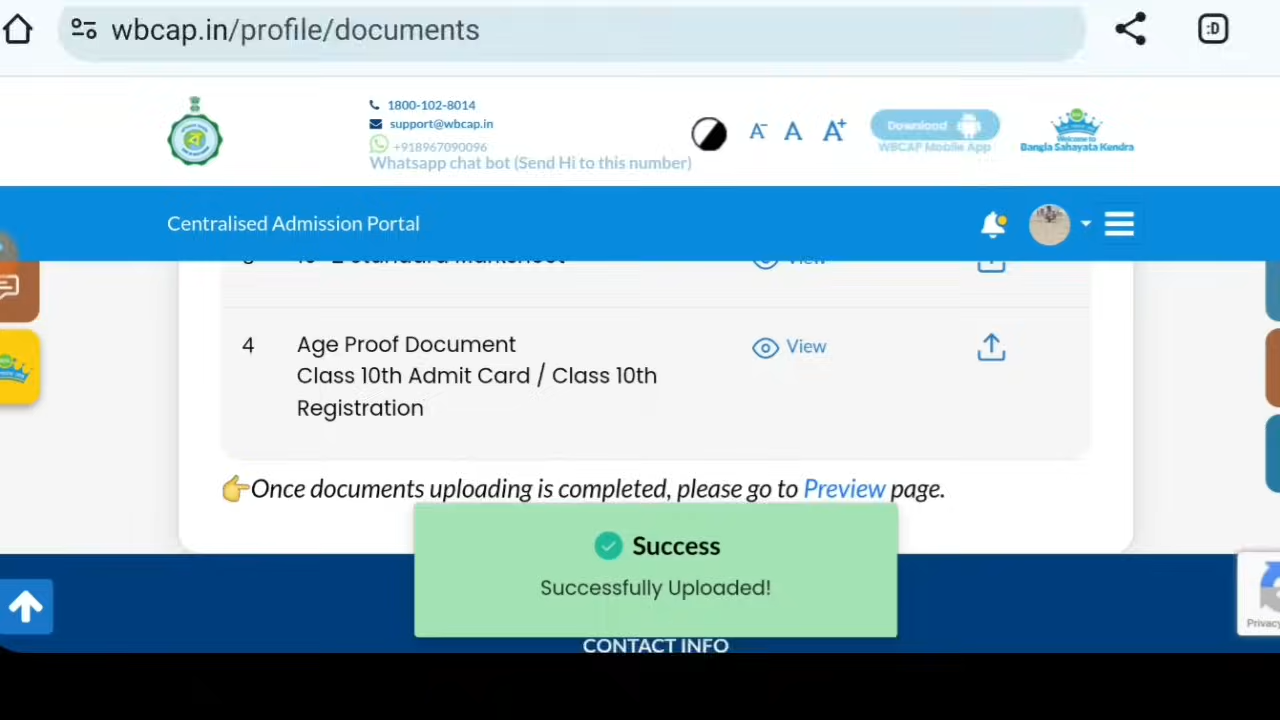 wbcap.in/profile/documents
:D
1800-102-8014
support@wbcap.in
+918967090096
Whatsapp chat bot (Send Hi to this number)
A- A A+
Download
WBCAP Mobile App
Welcome to
Bangla Sahayata Kendra
Centralised Admission Portal
View
4 Age Proof Document View
Class 10th Admit Card / Class 10th
Registration
👉Once documents uploading is completed, please go to Preview page.
Success
Successfully Uploaded!
CONTACT INFO
Privacy